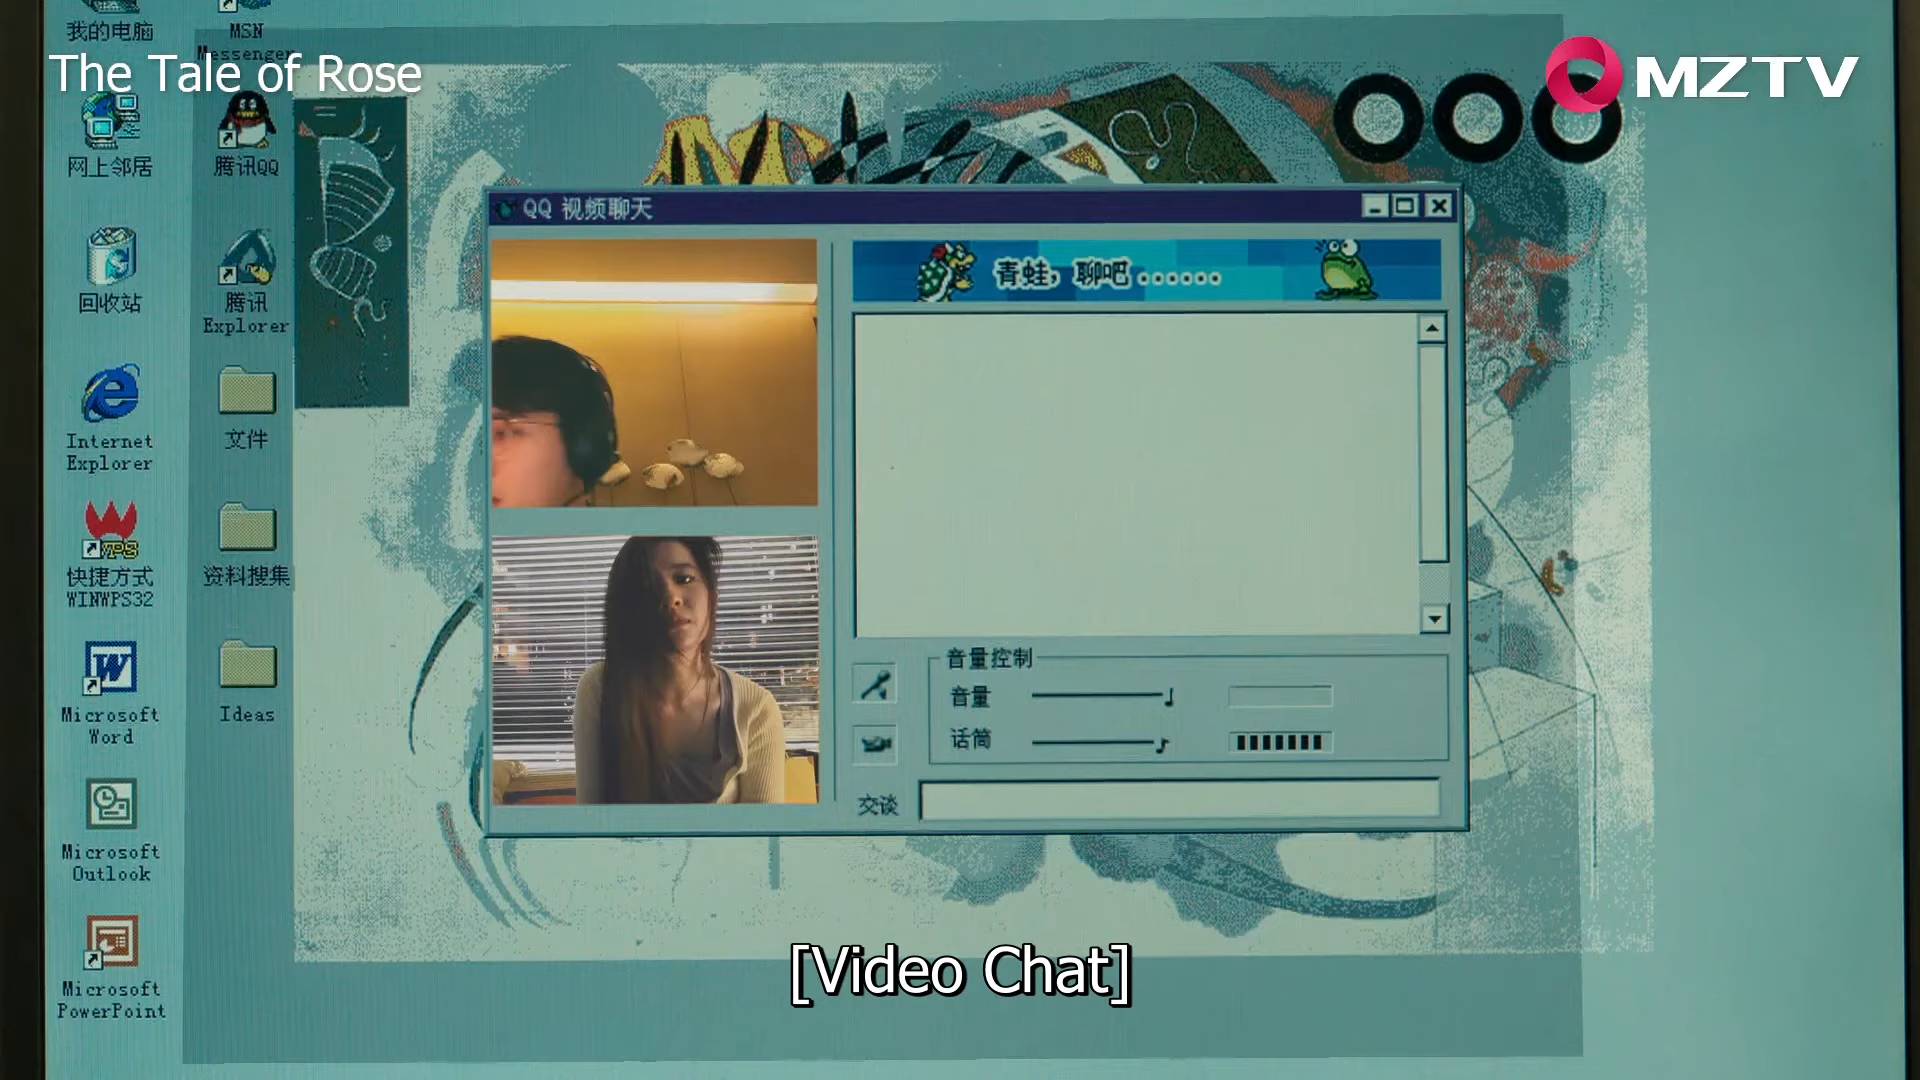 我的电脑
MSN
Messenger
The Tale of Rose
MZTV
网上邻居
腾讯QQ
QQ 视频聊天
青蛙，聊吧......
回收站
腾讯
Explorer
Internet
Explorer
文件
WPS
快捷方式
WINWPS32
资料搜集
音量控制
音量
话筒
Microsoft
Word
Ideas
交谈
Microsoft
Outlook
[Video Chat]
Microsoft
PowerPoint